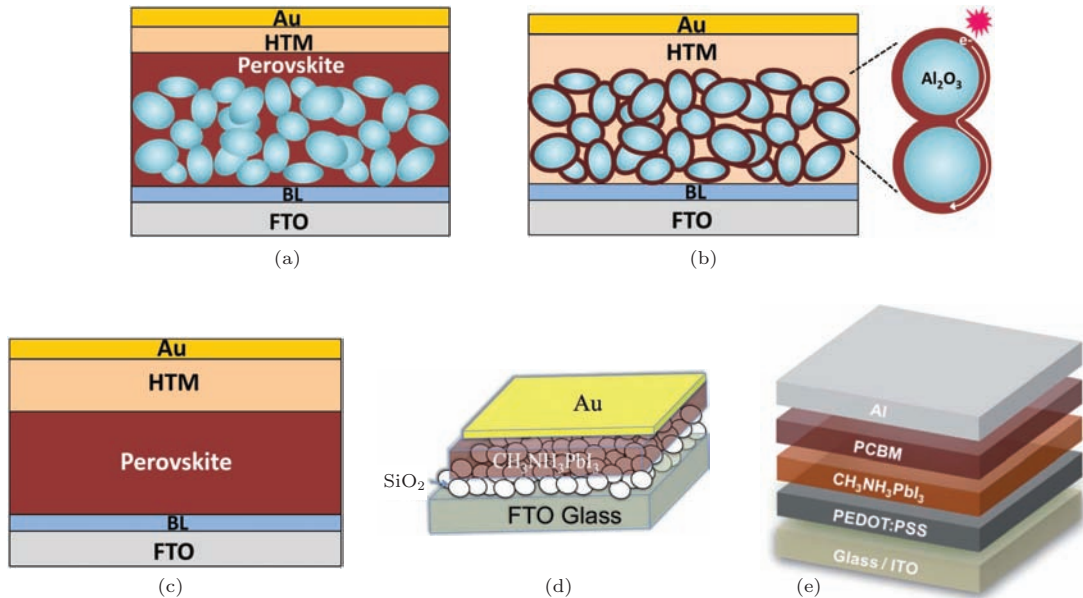 Au
HTM
Perovskite
BL
FTO
(a)
Au
HTM
BL
FTO
e-
Al₂O₃
(b)
Au
HTM
Perovskite
BL
FTO
(c)
Au
CH₃NH₃PbI₃
SiO₂
FTO Glass
(d)
Al
PCBM
CH₃NH₃PbI₃
PEDOT:PSS
Glass / ITO
(e)